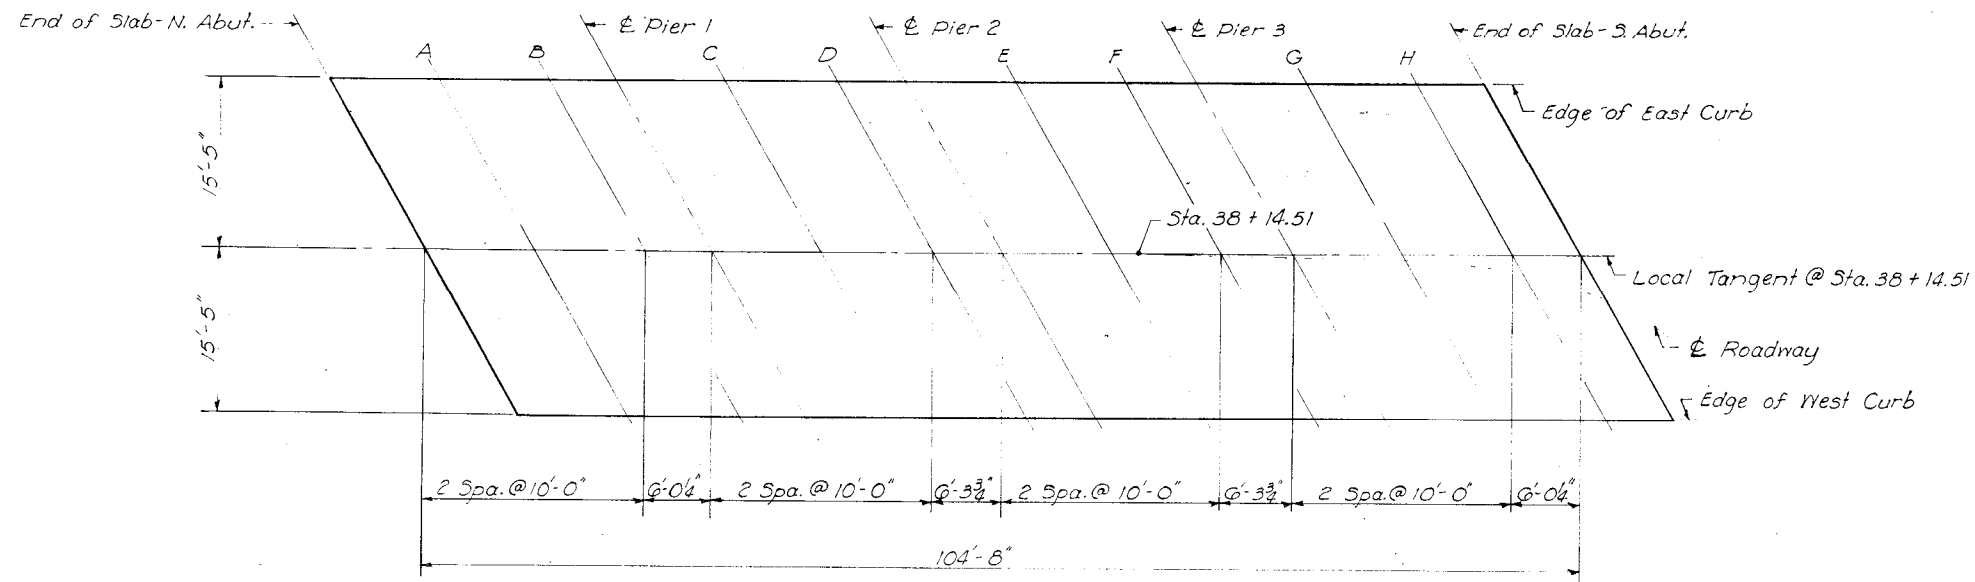 End of Slab-N. Abut.
℄ Pier 1
℄ Pier 2
℄ Pier 3
End of Slab-S. Abut.
A
B
C
D
E
F
G
H
Edge of East Curb
15'-5"
Sta. 38 + 14.51
Local Tangent @ Sta. 38 + 14.51
15'-5"
℄ Roadway
Edge of West Curb
2 Spa. @ 10'-0"
6'-0¼"
2 Spa. @ 10'-0"
6'-3¾"
2 Spa. @ 10'-0"
6'-3¾"
2 Spa. @ 10'-0"
6'-0¼"
104'-8"